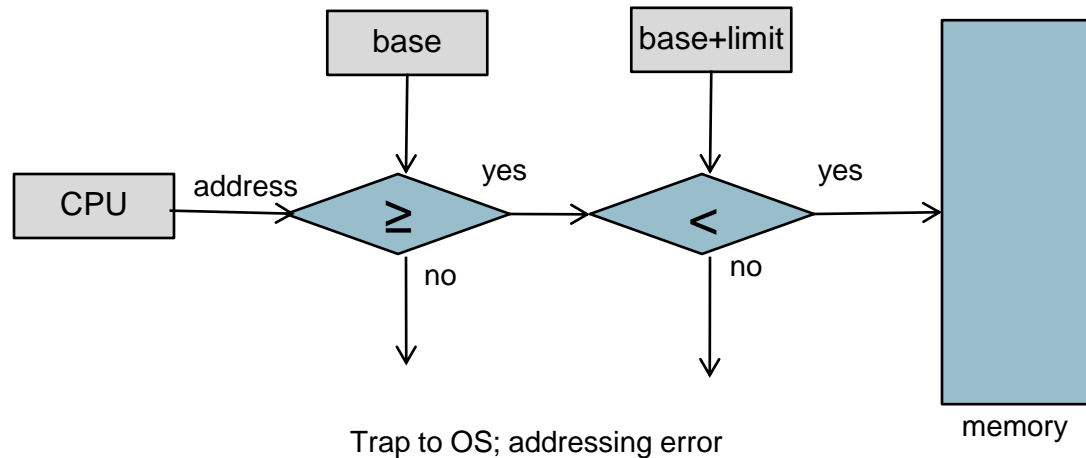 base
base+limit
CPU
address
≥
yes
<
yes
no
no
memory
Trap to OS; addressing error